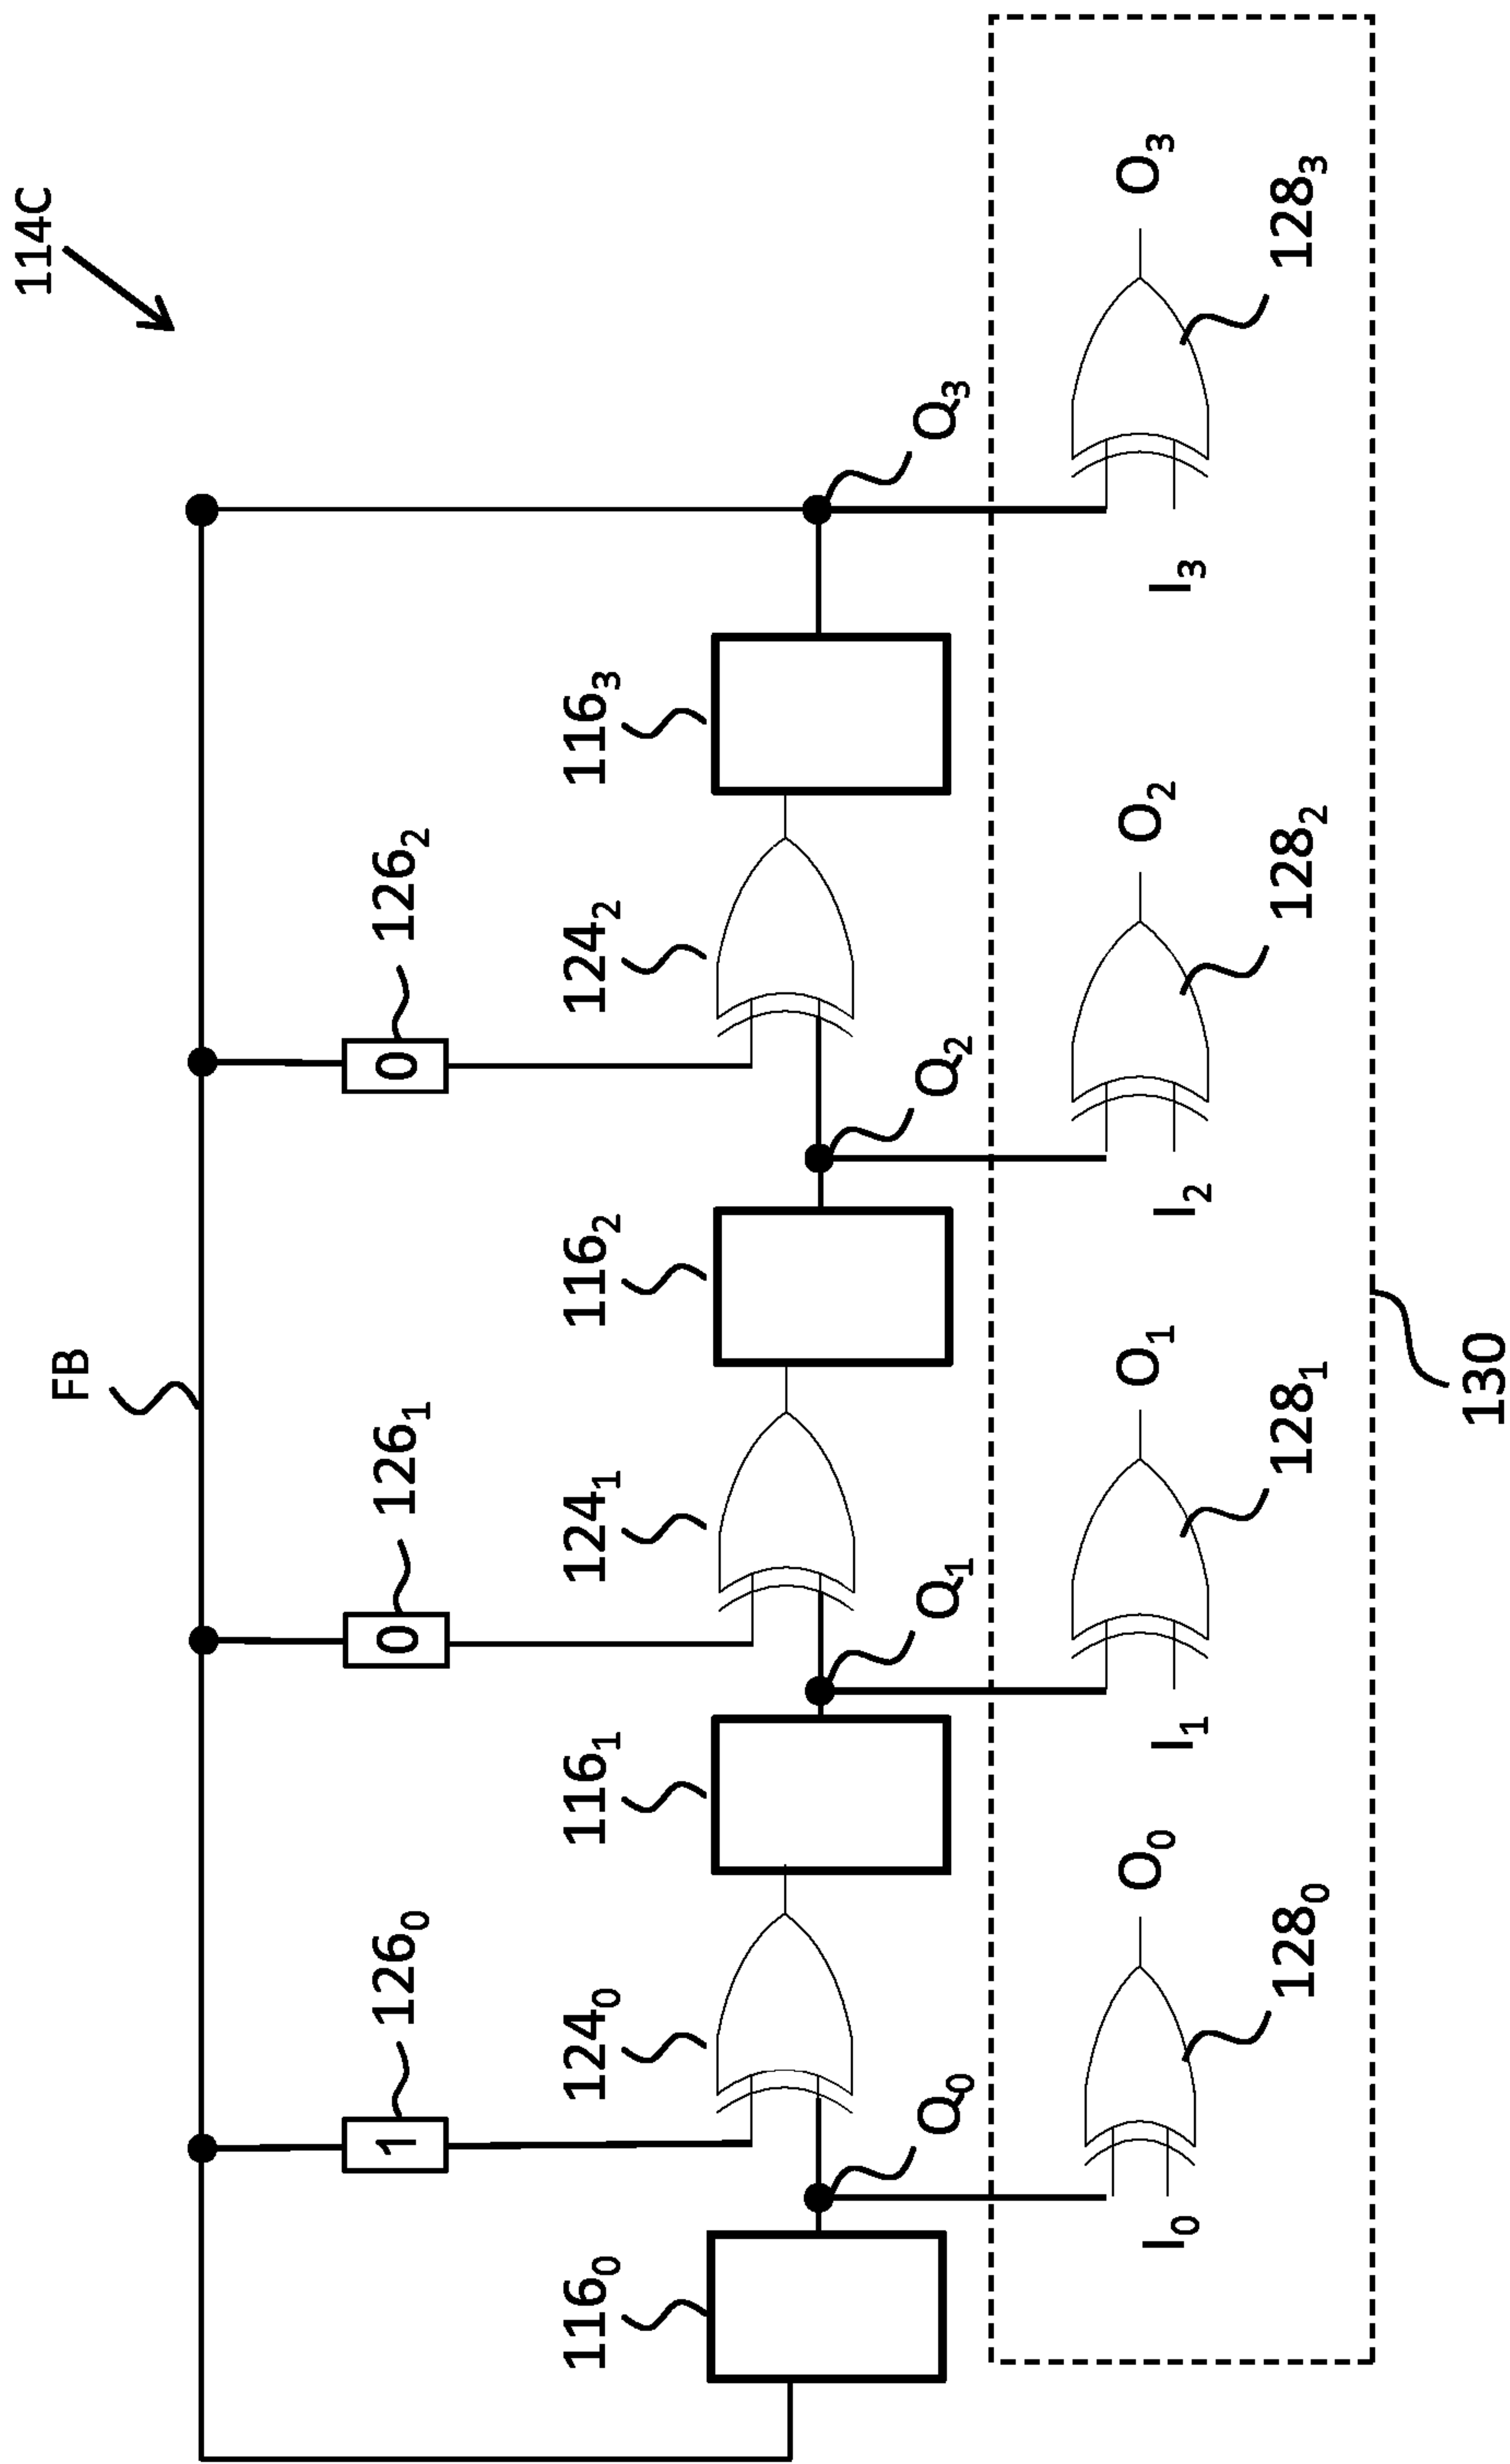 114C
FB
126₀
126₁
126₂
1
0
0
116₀
124₀
116₁
124₁
116₂
124₂
116₃
Q₀
Q₁
Q₂
Q₃
I₀
O₀
I₁
O₁
I₂
O₂
I₃
O₃
128₀
128₁
128₂
128₃
130